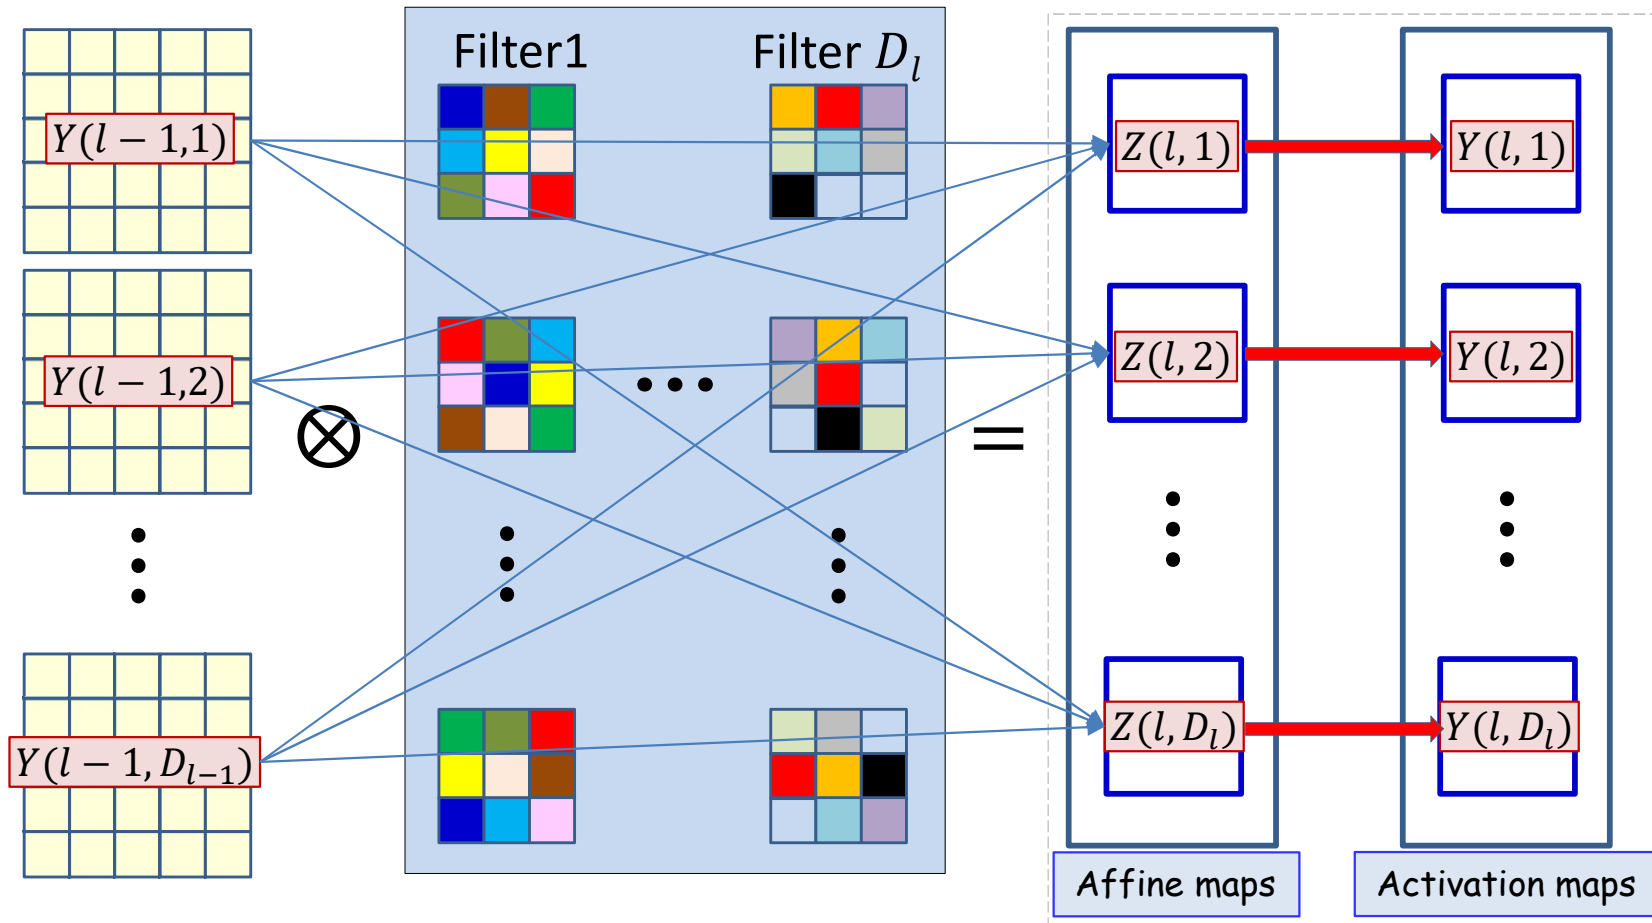 Filter1
Filter D_l
Y(l − 1,1)
Z(l, 1)
Y(l, 1)
Y(l − 1,2)
Z(l, 2)
Y(l, 2)
⊗
=
Y(l − 1, D_{l−1})
Z(l, D_l)
Y(l, D_l)
Affine maps
Activation maps